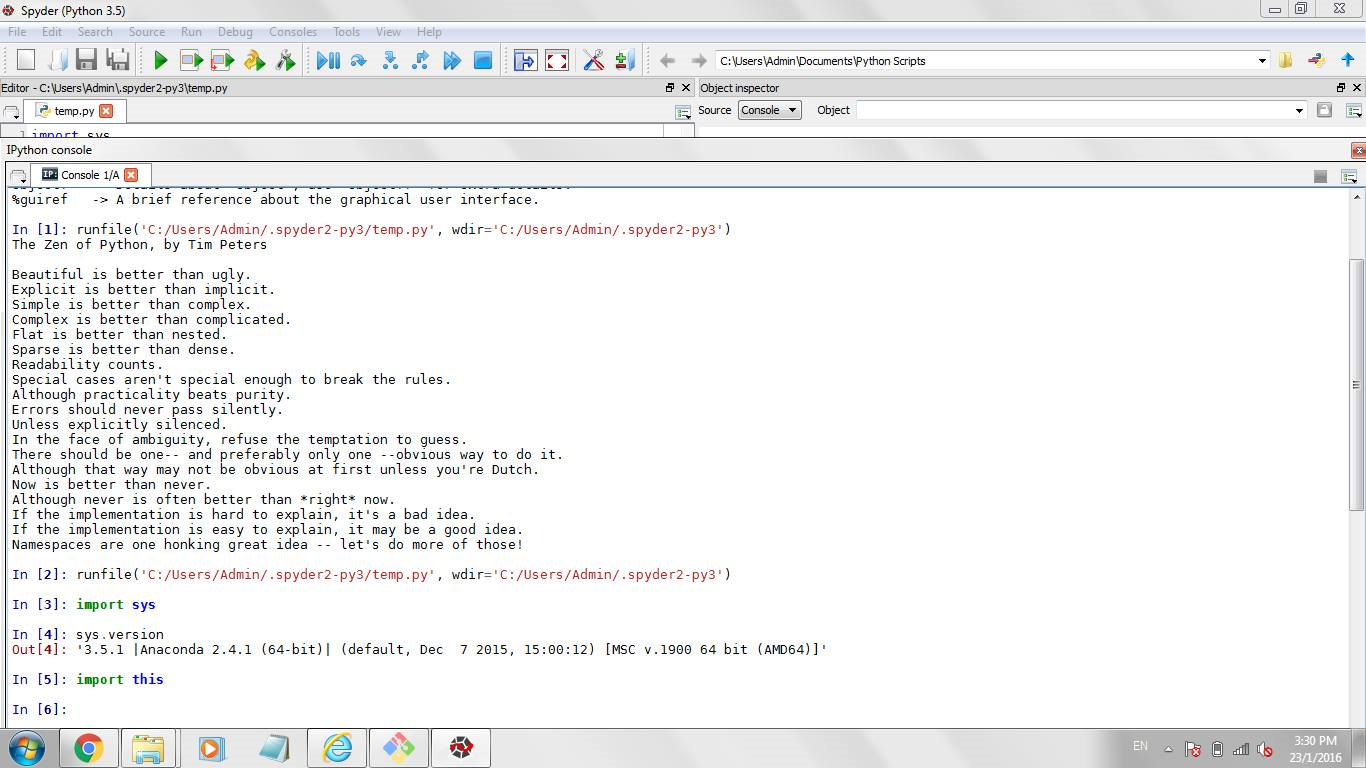 Spyder (Python 3.5)
File Edit Search Source Run Debug Consoles Tools View Help
C:\Users\Admin\Documents\Python Scripts
Editor - C:\Users\Admin\.spyder2-py3\temp.py
Object inspector
temp.py
Source Console Object
1 import sys
IPython console
IP: Console 1/A
%guiref   -> A brief reference about the graphical user interface.
In [1]: runfile('C:/Users/Admin/.spyder2-py3/temp.py', wdir='C:/Users/Admin/.spyder2-py3')
The Zen of Python, by Tim Peters
Beautiful is better than ugly.
Explicit is better than implicit.
Simple is better than complex.
Complex is better than complicated.
Flat is better than nested.
Sparse is better than dense.
Readability counts.
Special cases aren't special enough to break the rules.
Although practicality beats purity.
Errors should never pass silently.
Unless explicitly silenced.
In the face of ambiguity, refuse the temptation to guess.
There should be one-- and preferably only one --obvious way to do it.
Although that way may not be obvious at first unless you're Dutch.
Now is better than never.
Although never is often better than *right* now.
If the implementation is hard to explain, it's a bad idea.
If the implementation is easy to explain, it may be a good idea.
Namespaces are one honking great idea -- let's do more of those!
In [2]: runfile('C:/Users/Admin/.spyder2-py3/temp.py', wdir='C:/Users/Admin/.spyder2-py3')
In [3]: import sys
In [4]: sys.version
Out[4]: '3.5.1 |Anaconda 2.4.1 (64-bit)| (default, Dec  7 2015, 15:00:12) [MSC v.1900 64 bit (AMD64)]'
In [5]: import this
In [6]:
EN
3:30 PM
23/1/2016